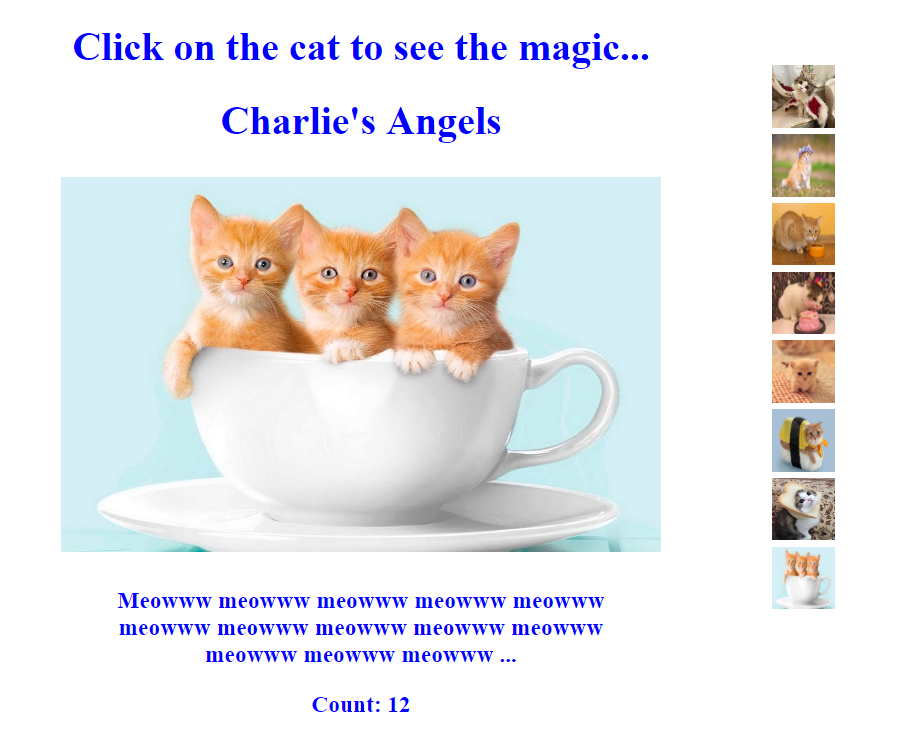 Click on the cat to see the magic...
Charlie's Angels
Meowww meowww meowww meowww meowww
meowww meowww meowww meowww meowww
meowww meowww meowww ...
Count: 12